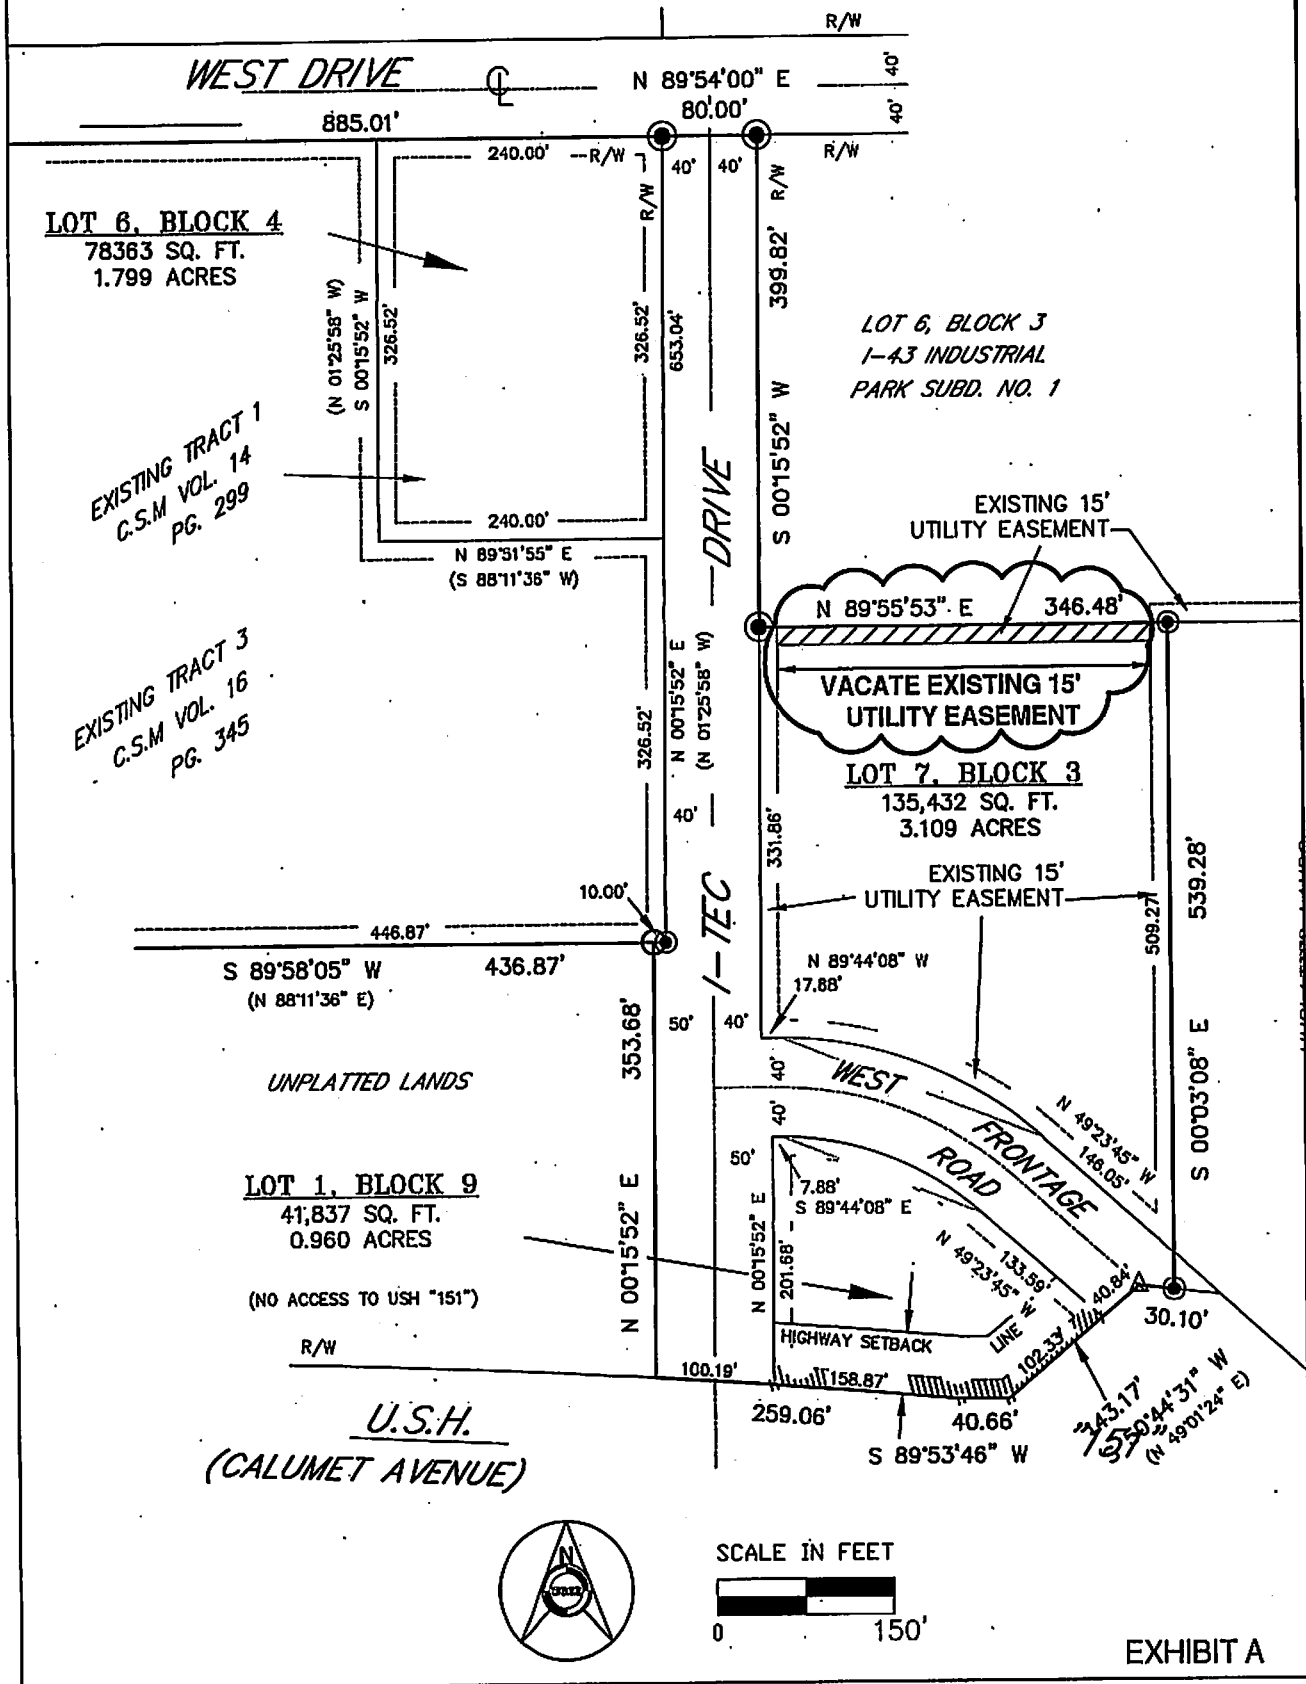 R/W
WEST DRIVE
N 89°54'00" E
40'
40'
885.01'
80.00'
240.00'
R/W
40'
40'
R/W
R/W
R/W
LOT 6, BLOCK 4
78363 SQ. FT.
1.799 ACRES
399.82'
(N 01°25'58" W)
S 00°15'52" W
326.52'
326.52'
653.04'
LOT 6, BLOCK 3
I-43 INDUSTRIAL
PARK SUBD. NO. 1
S 00°15'52" W
EXISTING TRACT 1
C.S.M VOL. 14
PG. 299
240.00'
N 89°51'55" E
(S 88°11'36" W)
I-TEC DRIVE
EXISTING 15'
UTILITY EASEMENT
N 89°55'53" E
346.48'
VACATE EXISTING 15'
UTILITY EASEMENT
EXISTING TRACT 3
C.S.M VOL. 16
PG. 345
326.52'
N 00°15'52" E
(N 01°25'58" W)
40'
LOT 7, BLOCK 3
135,432 SQ. FT.
3.109 ACRES
331.86'
EXISTING 15'
UTILITY EASEMENT
509.27'
539.28'
10.00'
446.87'
S 89°58'05" W
436.87'
(N 88°11'36" E)
N 89°44'08" W
17.88'
353.68'
50'
40'
S 00°03'08" E
UNPLATTED LANDS
40'
40'
WEST
FRONTAGE
ROAD
N 49°23'45" W
146.05'
50'
7.88'
S 89°44'08" E
LOT 1, BLOCK 9
41,837 SQ. FT.
0.960 ACRES
(NO ACCESS TO USH "151")
N 00°15'52" E
N 00°15'52" E
201.68'
133.59'
N 49°23'45" W
40.84'
30.10'
HIGHWAY SETBACK
LINE
102.33'
R/W
100.19'
158.87'
259.06'
40.66'
S 89°53'46" W
143.17'
S 50°44'31" W
(N 49°01'24" E)
"151"
U.S.H.
(CALUMET AVENUE)
N
SCALE IN FEET
0
150'
EXHIBIT A